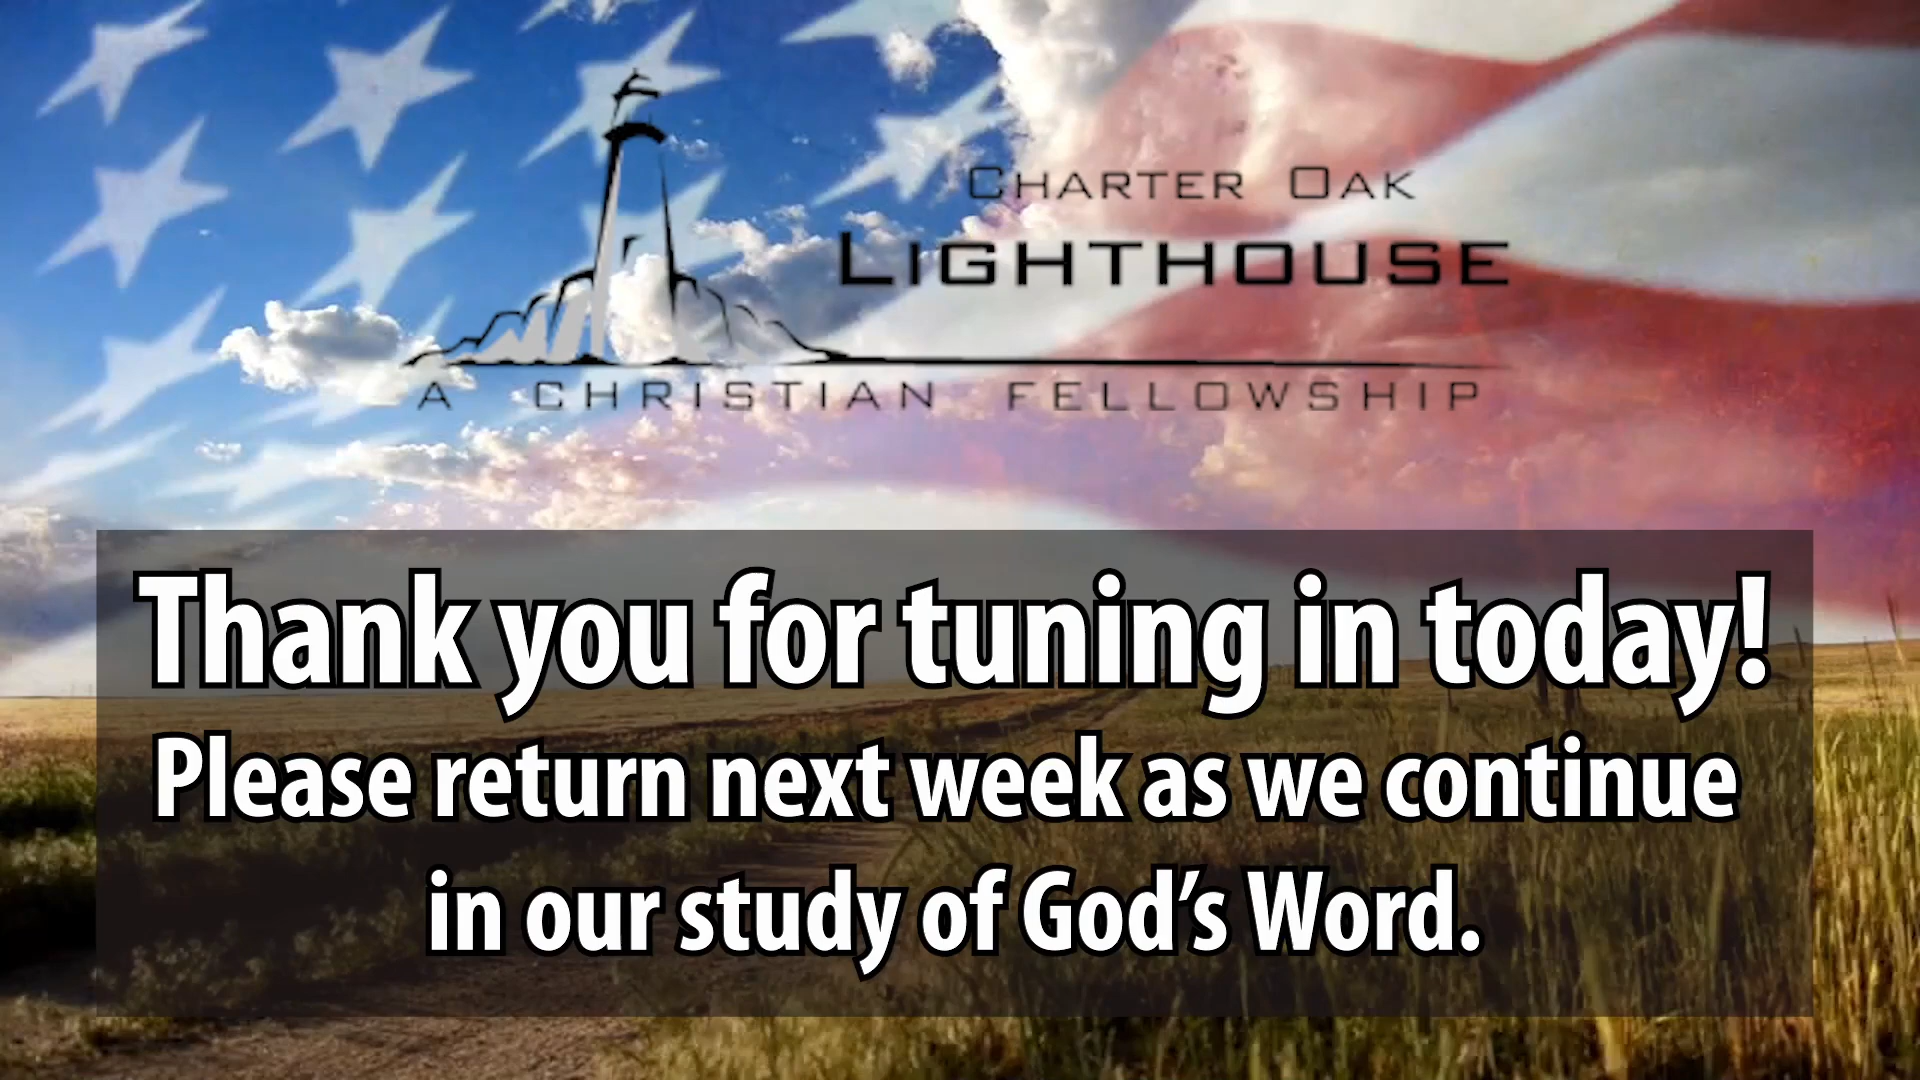 CHARTER OAK
LIGHTHOUSE
A CHRISTIAN FELLOWSHIP
Thank you for tuning in today!
Please return next week as we continue
in our study of God’s Word.